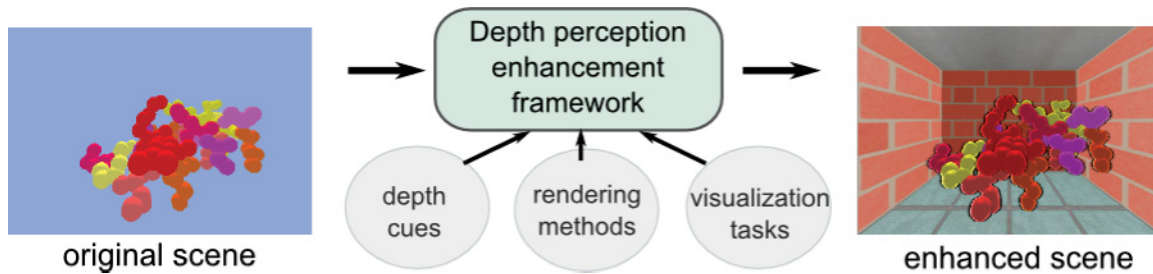 Depth perception
enhancement
framework
depth
cues
rendering
methods
visualization
tasks
original scene
enhanced scene